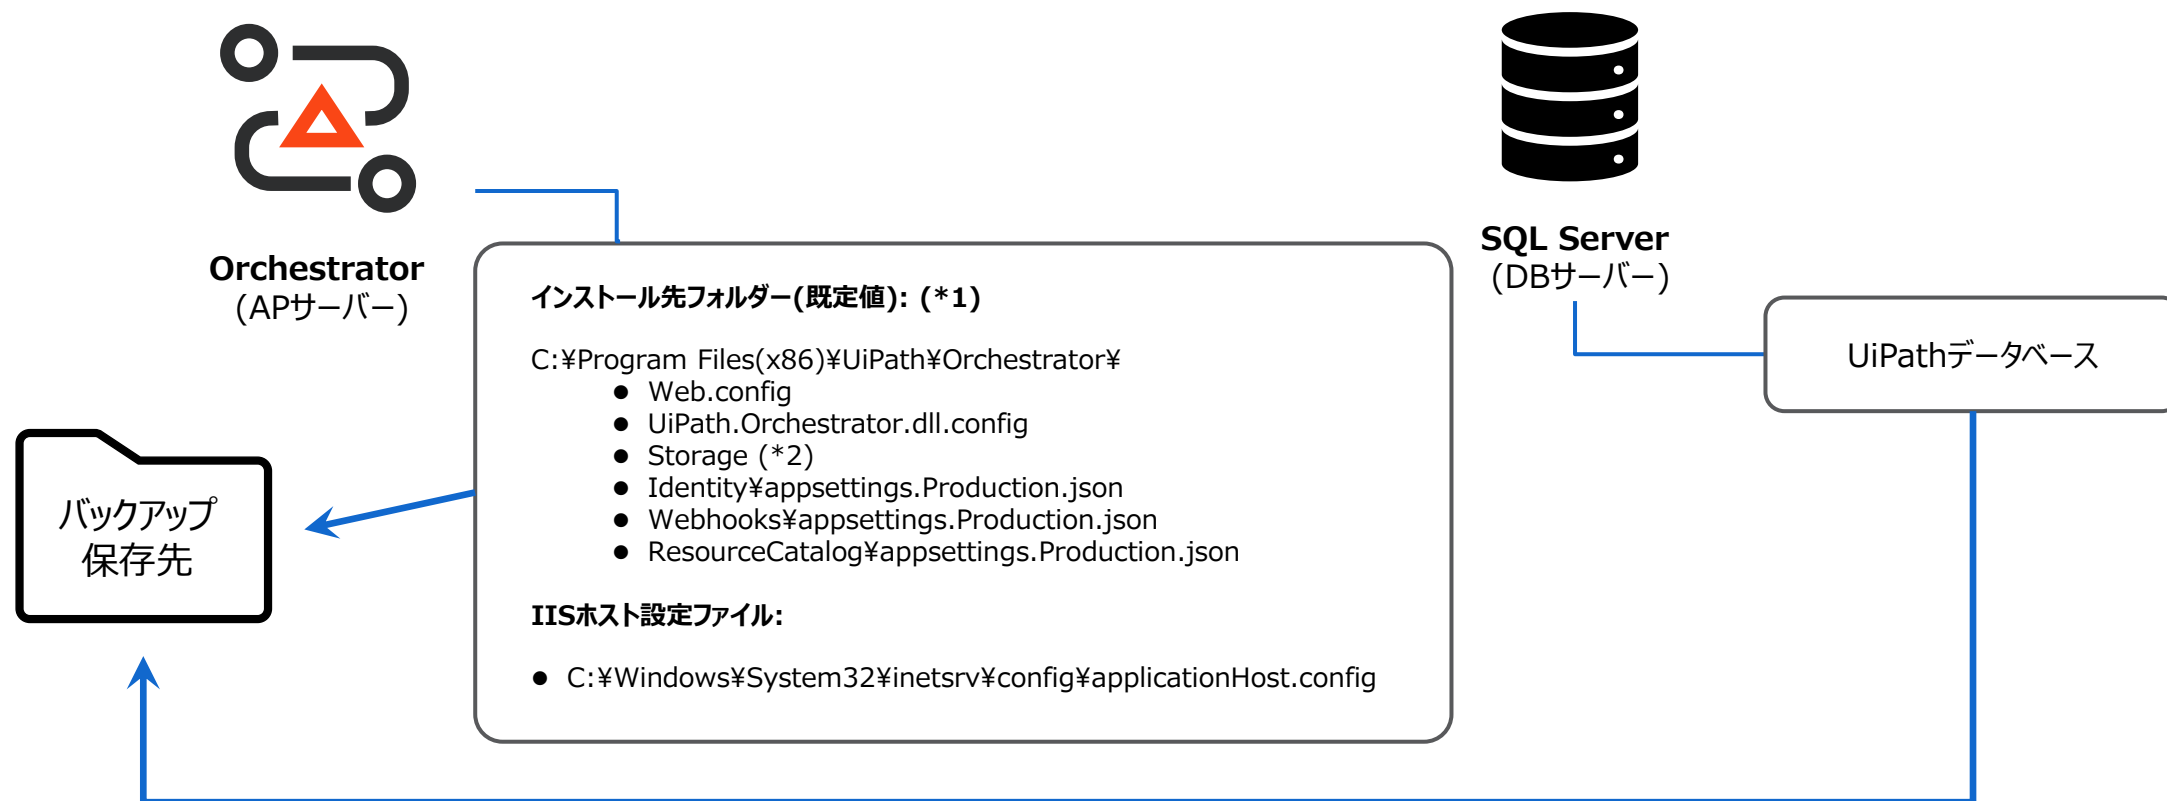 Orchestrator
(APサーバー)
インストール先フォルダー(既定値): (*1)
C:¥Program Files(x86)¥UiPath¥Orchestrator¥
● Web.config
● UiPath.Orchestrator.dll.config
● Storage (*2)
● Identity¥appsettings.Production.json
● Webhooks¥appsettings.Production.json
● ResourceCatalog¥appsettings.Production.json
IISホスト設定ファイル:
● C:¥Windows¥System32¥inetsrv¥config¥applicationHost.config
SQL Server
(DBサーバー)
UiPathデータベース
バックアップ
保存先